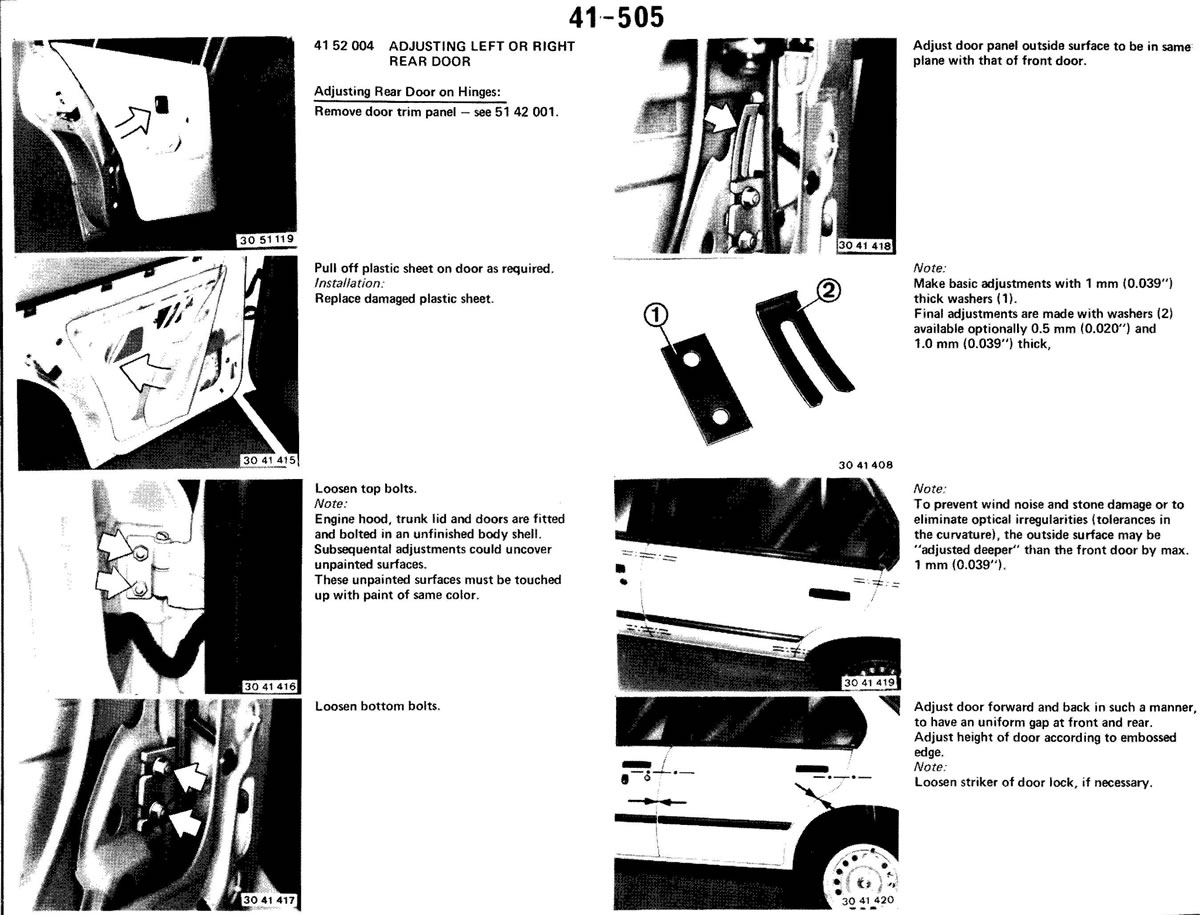 41-505
41 52 004 ADJUSTING LEFT OR RIGHT
REAR DOOR
Adjusting Rear Door on Hinges:
Remove door trim panel – see 51 42 001.
30 51 119
Pull off plastic sheet on door as required.
Installation:
Replace damaged plastic sheet.
30 41 415
Loosen top bolts.
Note:
Engine hood, trunk lid and doors are fitted
and bolted in an unfinished body shell.
Subsequental adjustments could uncover
unpainted surfaces.
These unpainted surfaces must be touched
up with paint of same color.
30 41 416
Loosen bottom bolts.
30 41 417
Adjust door panel outside surface to be in same
plane with that of front door.
30 41 418
Note:
Make basic adjustments with 1 mm (0.039")
thick washers (1).
Final adjustments are made with washers (2)
available optionally 0.5 mm (0.020") and
1.0 mm (0.039") thick,
1
2
30 41 408
Note:
To prevent wind noise and stone damage or to
eliminate optical irregularities (tolerances in
the curvature), the outside surface may be
"adjusted deeper" than the front door by max.
1 mm (0.039").
30 41 419
Adjust door forward and back in such a manner,
to have an uniform gap at front and rear.
Adjust height of door according to embossed
edge.
Note:
Loosen striker of door lock, if necessary.
30 41 420